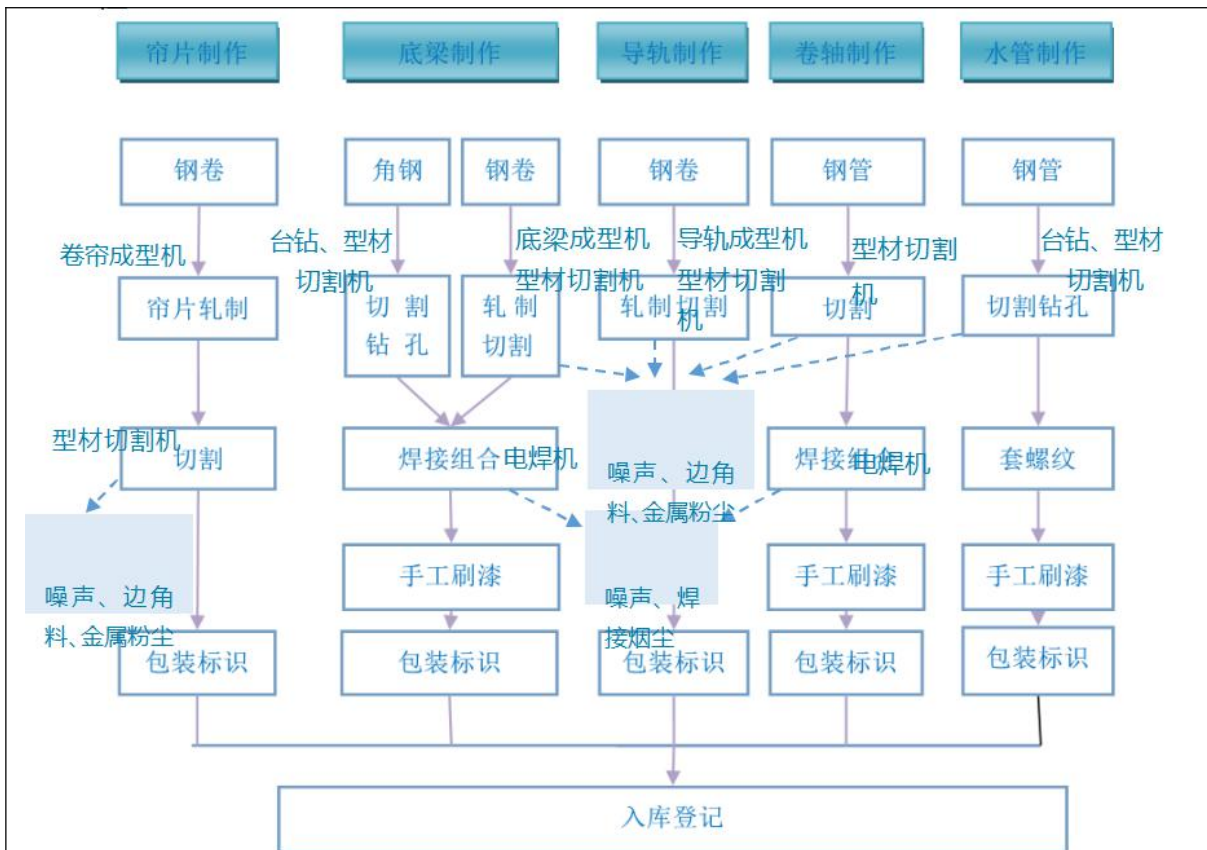 帘片制作
底梁制作
导轨制作
卷轴制作
水管制作
钢卷
角钢
钢卷
钢卷
钢管
钢管
卷帘成型机
台钻、型材
切割机
底梁成型机
型材切割机
导轨成型机
型材切割
机
型材切割
机
台钻、型材
切割机
帘片轧制
切 割
钻 孔
轧 制
切割
轧制切割
切割
切割钻孔
型材切割机
切割
焊接组合
电焊机
噪声、边角
料、金属粉尘
焊接组合
电焊机
套螺纹
噪声、边角
料、金属粉尘
手工刷漆
噪声、焊
接烟尘
手工刷漆
手工刷漆
包装标识
包装标识
包装标识
包装标识
包装标识
入库登记